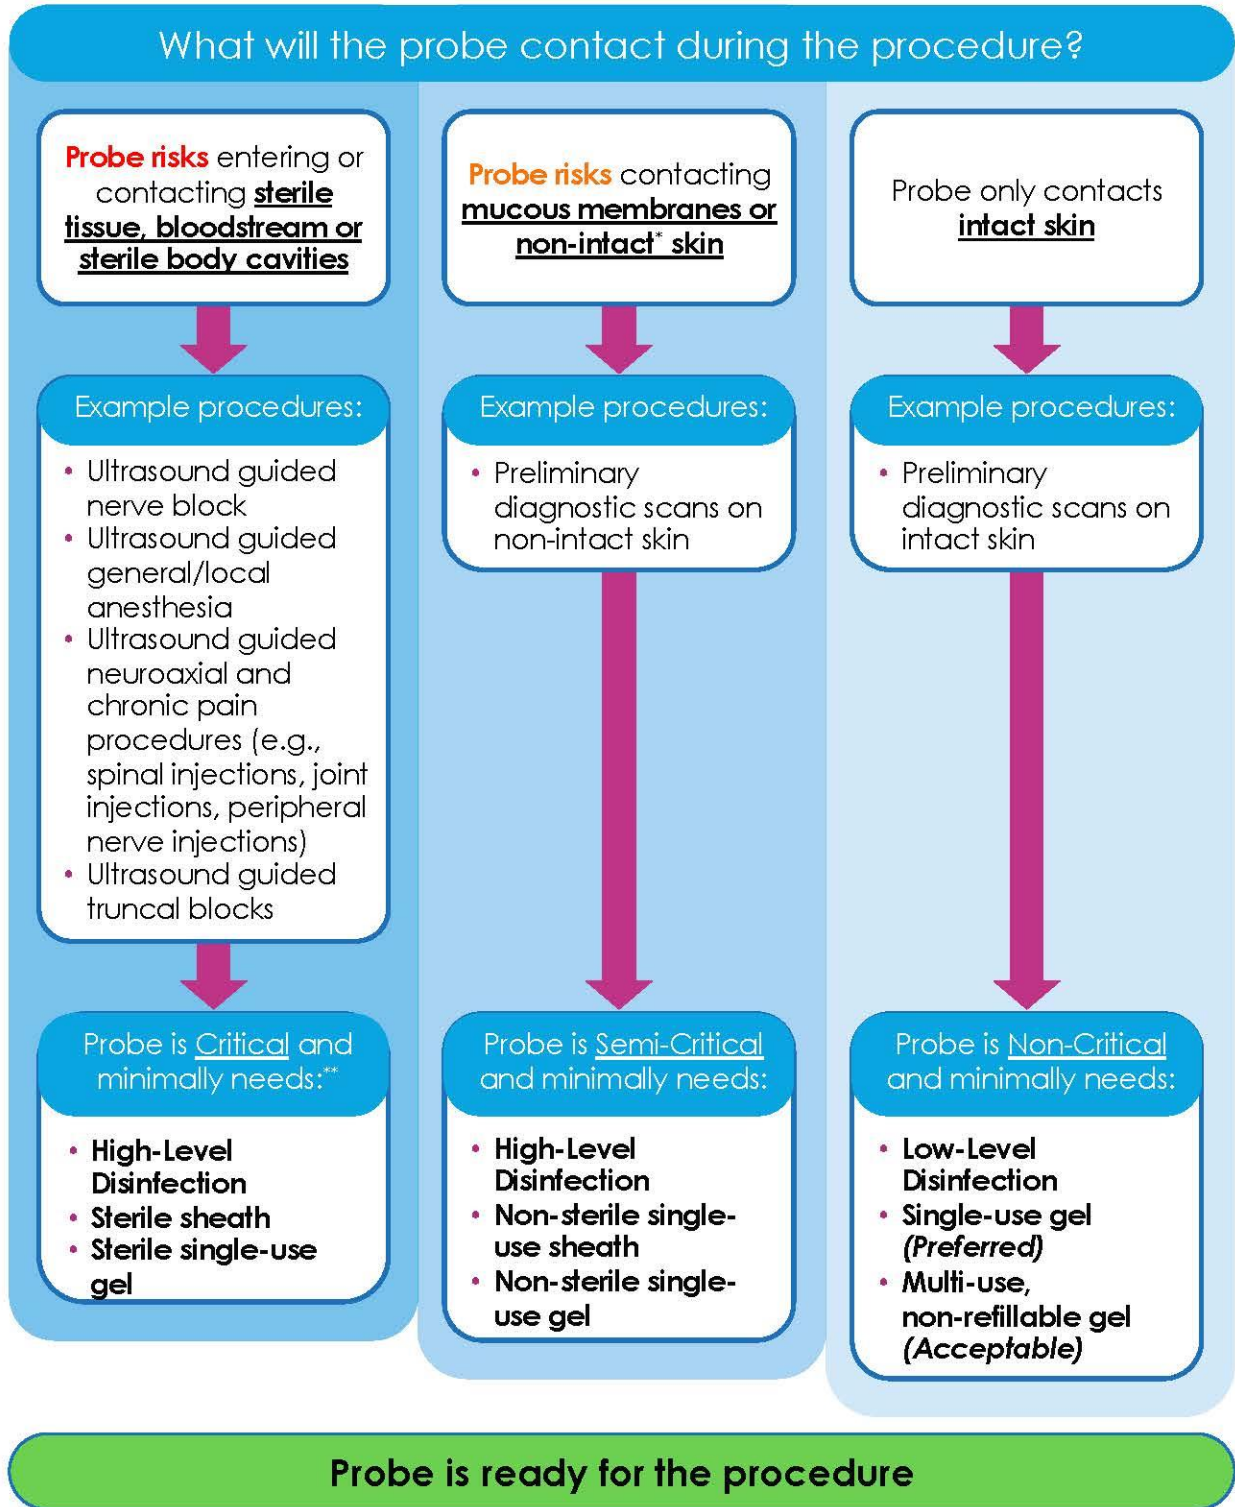 What will the probe contact during the procedure?
Probe risks entering or
contacting sterile
tissue, bloodstream or
sterile body cavities
Example procedures:
• Ultrasound guided
nerve block
• Ultrasound guided
general/local
anesthesia
• Ultrasound guided
neuroaxial and
chronic pain
procedures (e.g.,
spinal injections, joint
injections, peripheral
nerve injections)
• Ultrasound guided
truncal blocks
Probe is Critical and
minimally needs:**
• High-Level
Disinfection
• Sterile sheath
• Sterile single-use
gel
Probe risks contacting
mucous membranes or
non-intact* skin
Example procedures:
• Preliminary
diagnostic scans on
non-intact skin
Probe is Semi-Critical
and minimally needs:
• High-Level
Disinfection
• Non-sterile single-
use sheath
• Non-sterile single-
use gel
Probe only contacts
intact skin
Example procedures:
• Preliminary
diagnostic scans on
intact skin
Probe is Non-Critical
and minimally needs:
• Low-Level
Disinfection
• Single-use gel
(Preferred)
• Multi-use,
non-refillable gel
(Acceptable)
Probe is ready for the procedure